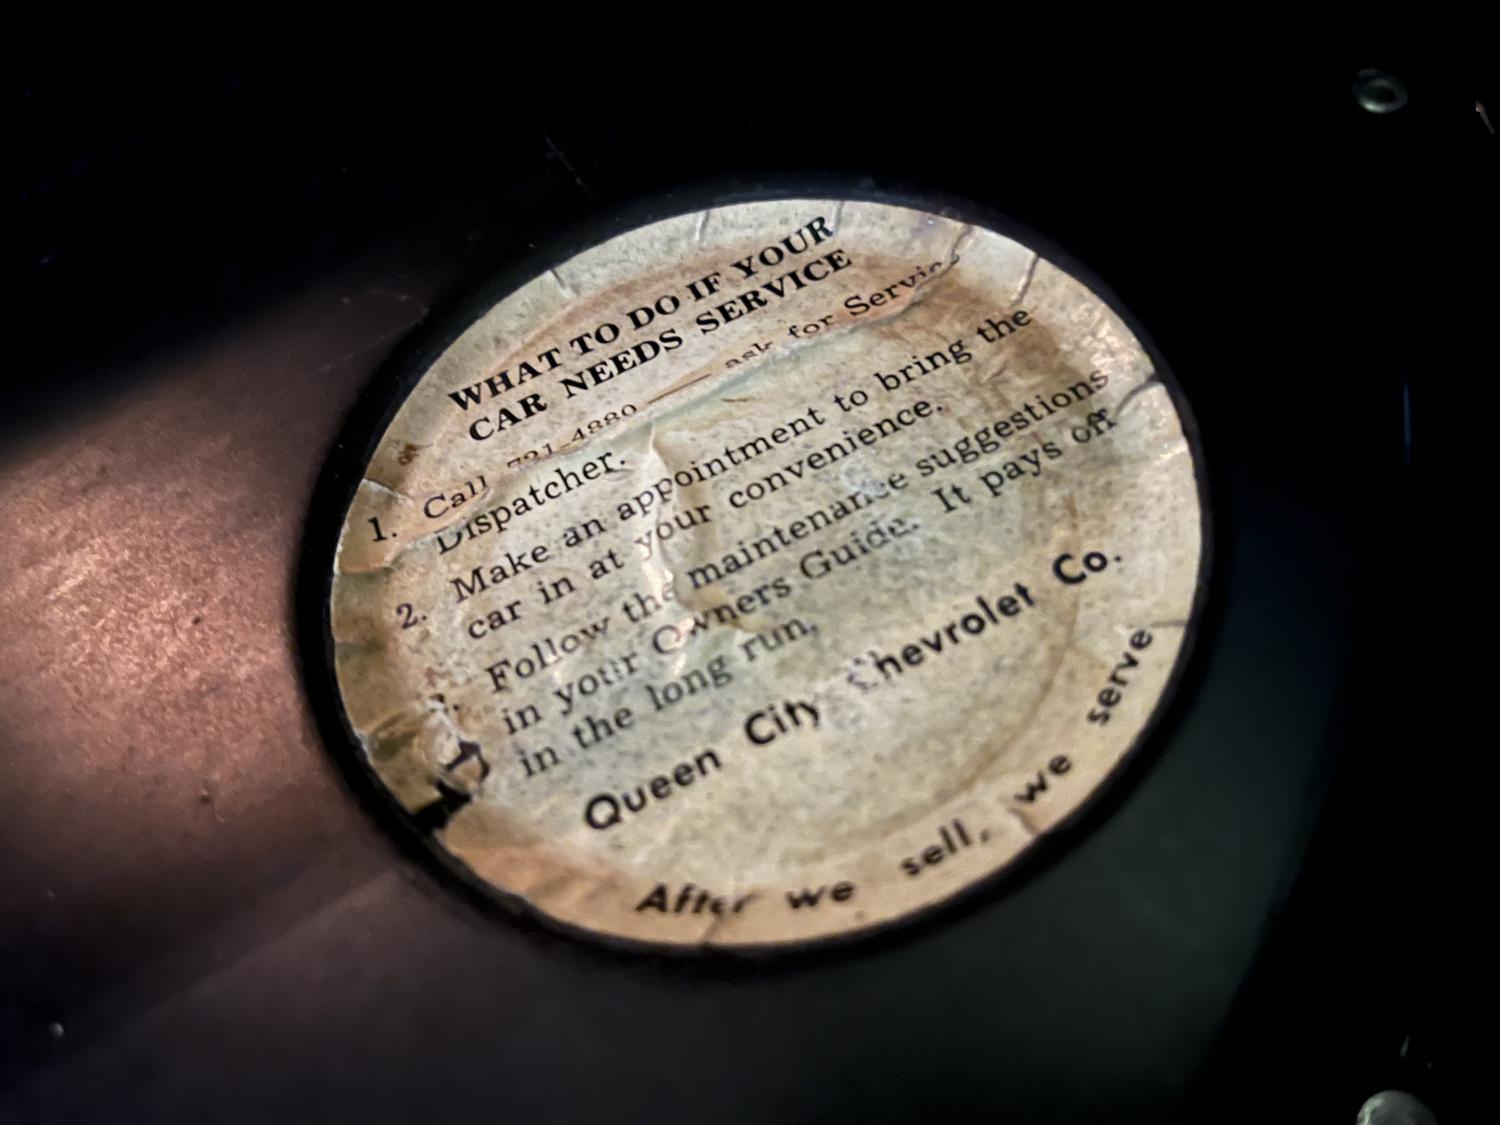 WHAT TO DO IF YOUR
CAR NEEDS SERVICE
1. Call 721-4880 — ask for Servic
Dispatcher.
2. Make an appointment to bring the
car in at your convenience.
Follow the maintenance suggestions
in your Owners Guide. It pays off
in the long run.
Queen City Chevrolet Co.
After we sell, we serve